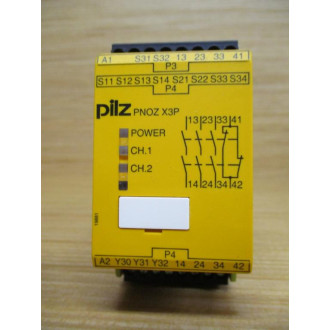 A1 S31 S32 13 23 33 41
P3
S11 S12 S13 S14 S21 S22 S33 S34
P4
pilz PNOZ X3P
13 23 33 41
POWER
CH.1
CH.2
14 24 34 42
P4
A2 Y30 Y31 Y32 14 24 34 42